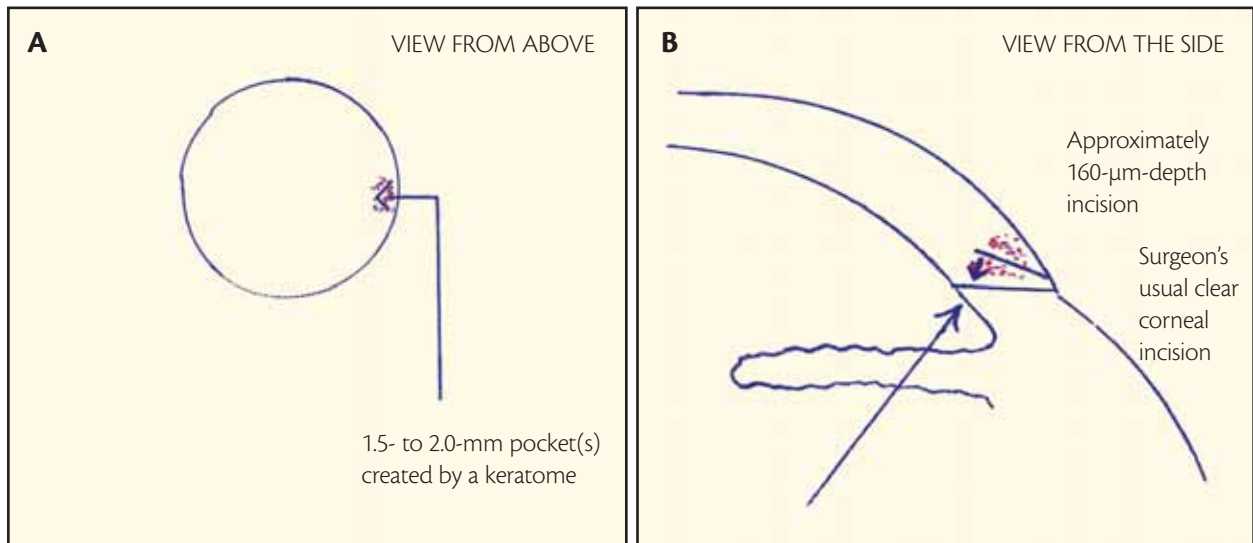 A
VIEW FROM ABOVE
1.5- to 2.0-mm pocket(s)
created by a keratome
B
VIEW FROM THE SIDE
Approximately
160-µm-depth
incision
Surgeon's
usual clear
corneal
incision